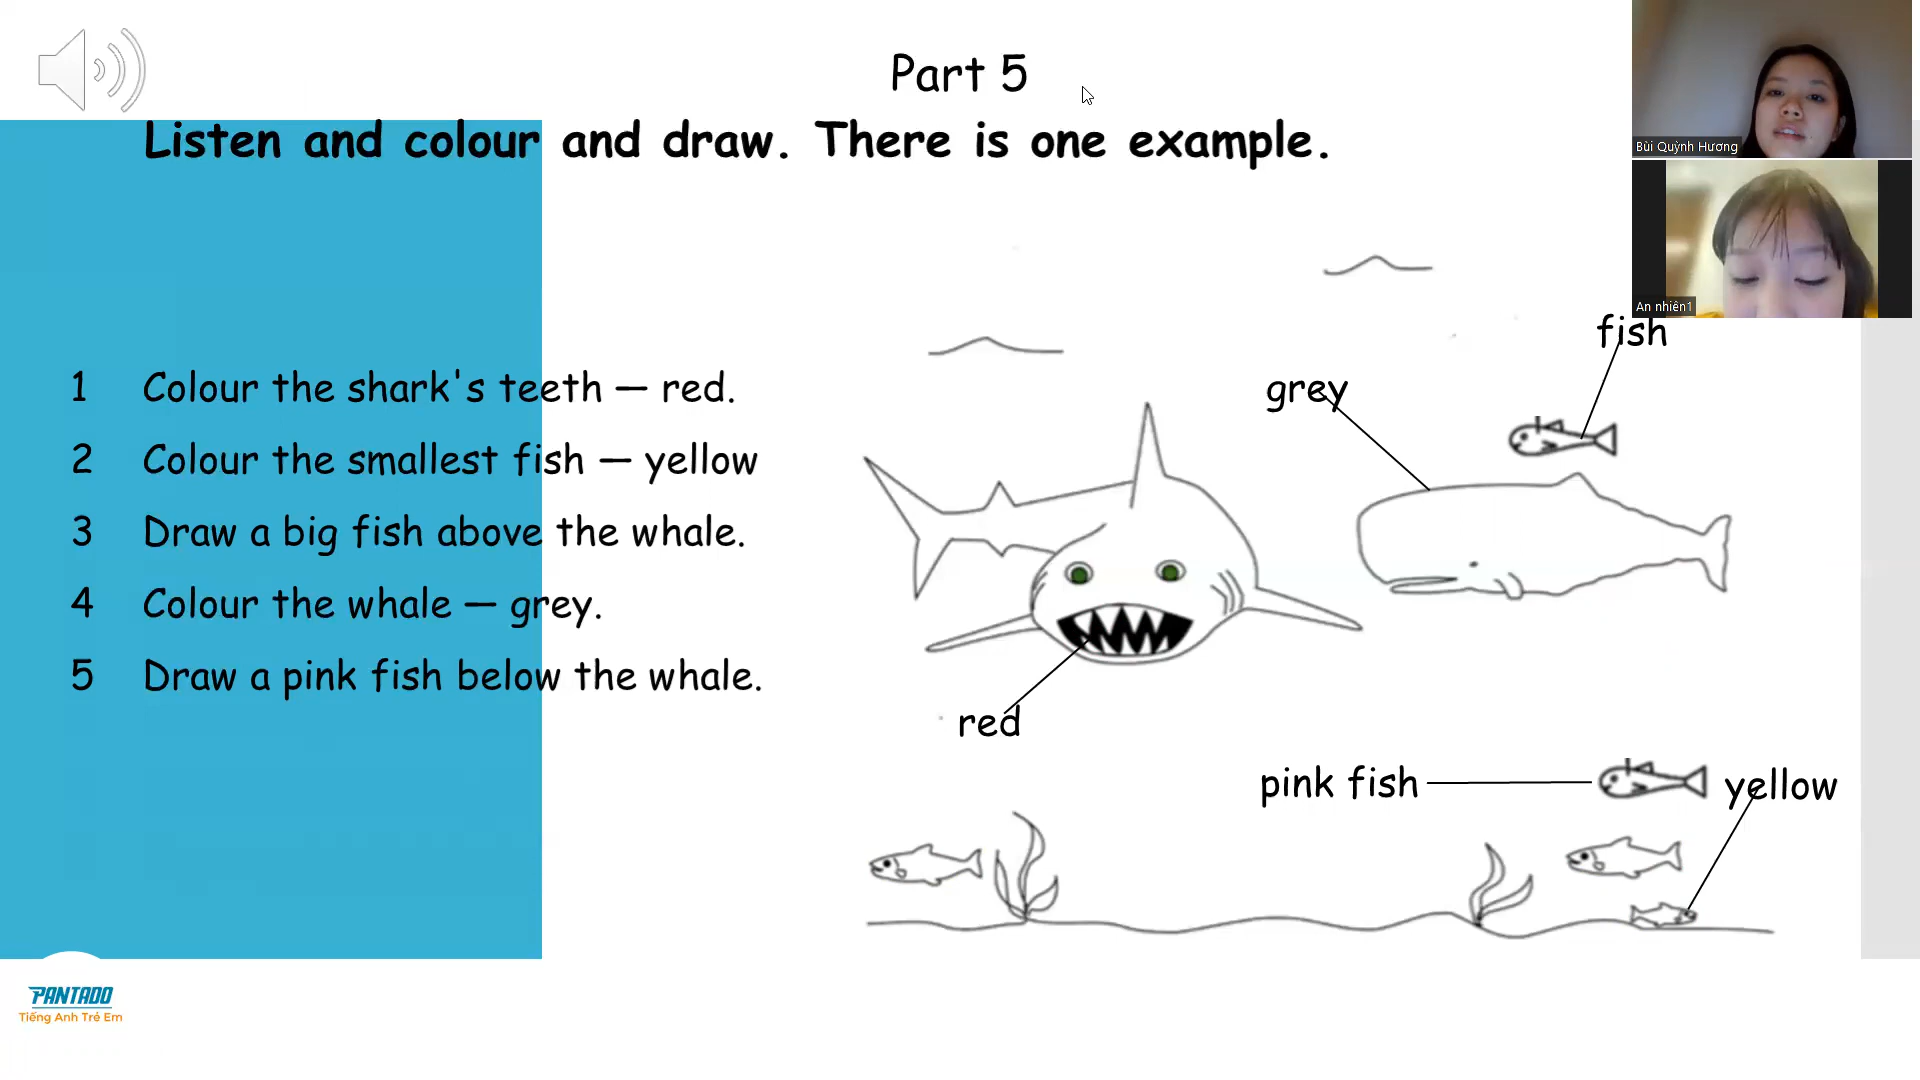 Part 5
Listen and colour and draw. There is one example.
Bùi Quỳnh Hương
An nhiên1
1 Colour the shark's teeth — red.
2 Colour the smallest fish — yellow
3 Draw a big fish above the whale.
4 Colour the whale — grey.
5 Draw a pink fish below the whale.
fish
grey
red
pink fish
yellow
PANTADO
Tiếng Anh Trẻ Em